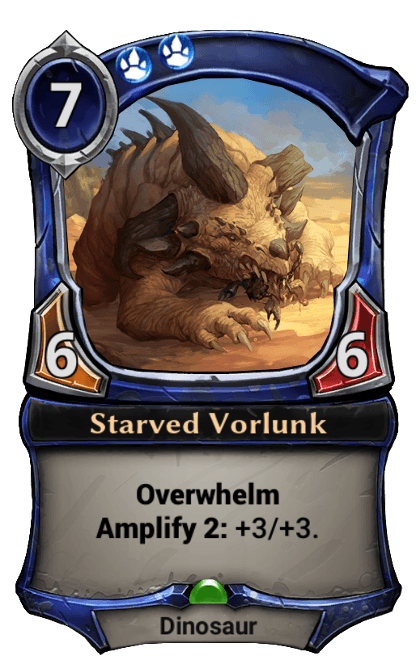 7
6
6
Starved Vorlunk
Overwhelm
Amplify 2: +3/+3.
Dinosaur